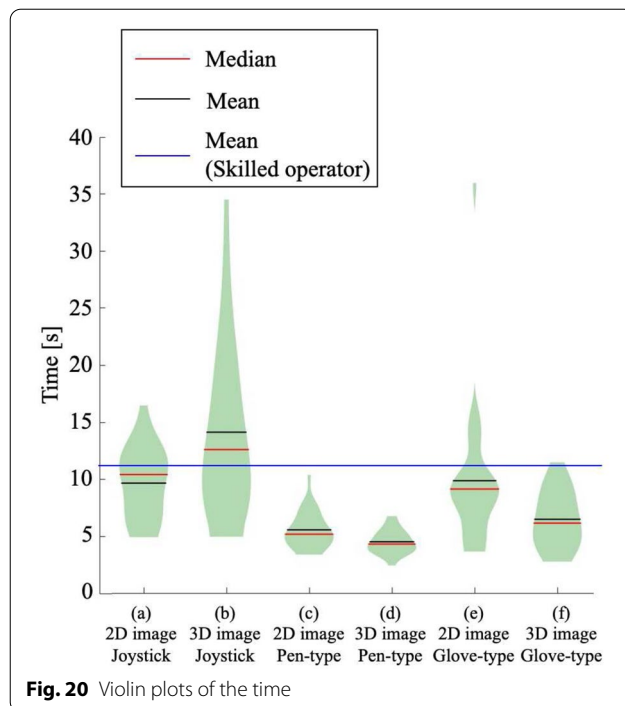 Median
Mean
Mean
(Skilled operator)
40
35
30
25
20
15
10
5
0
Time [s]
(a)
2D image
Joystick
(b)
3D image
Joystick
(c)
2D image
Pen-type
(d)
3D image
Pen-type
(e)
2D image
Glove-type
(f)
3D image
Glove-type
Fig. 20 Violin plots of the time